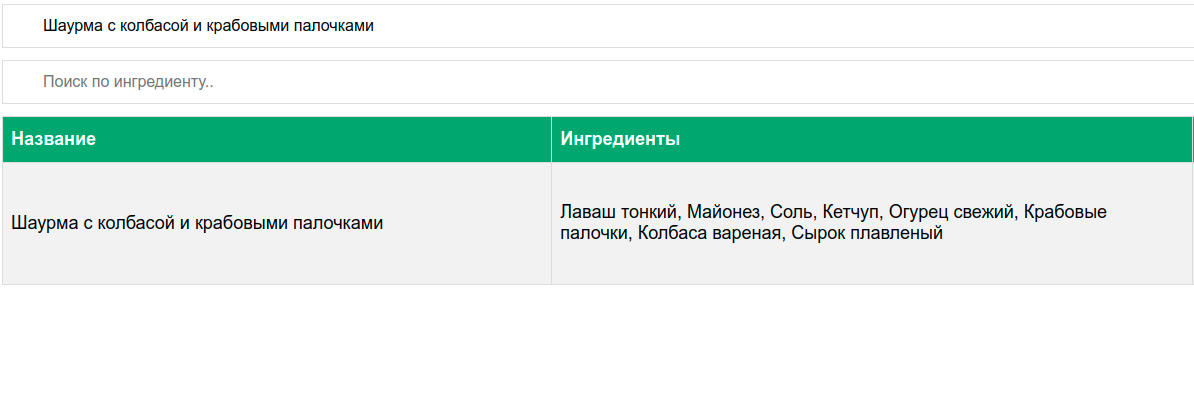 Шаурма с колбасой и крабовыми палочками
Поиск по ингредиенту..
Название
Ингредиенты
Шаурма с колбасой и крабовыми палочками
Лаваш тонкий, Майонез, Соль, Кетчуп, Огурец свежий, Крабовые
палочки, Колбаса вареная, Сырок плавленый